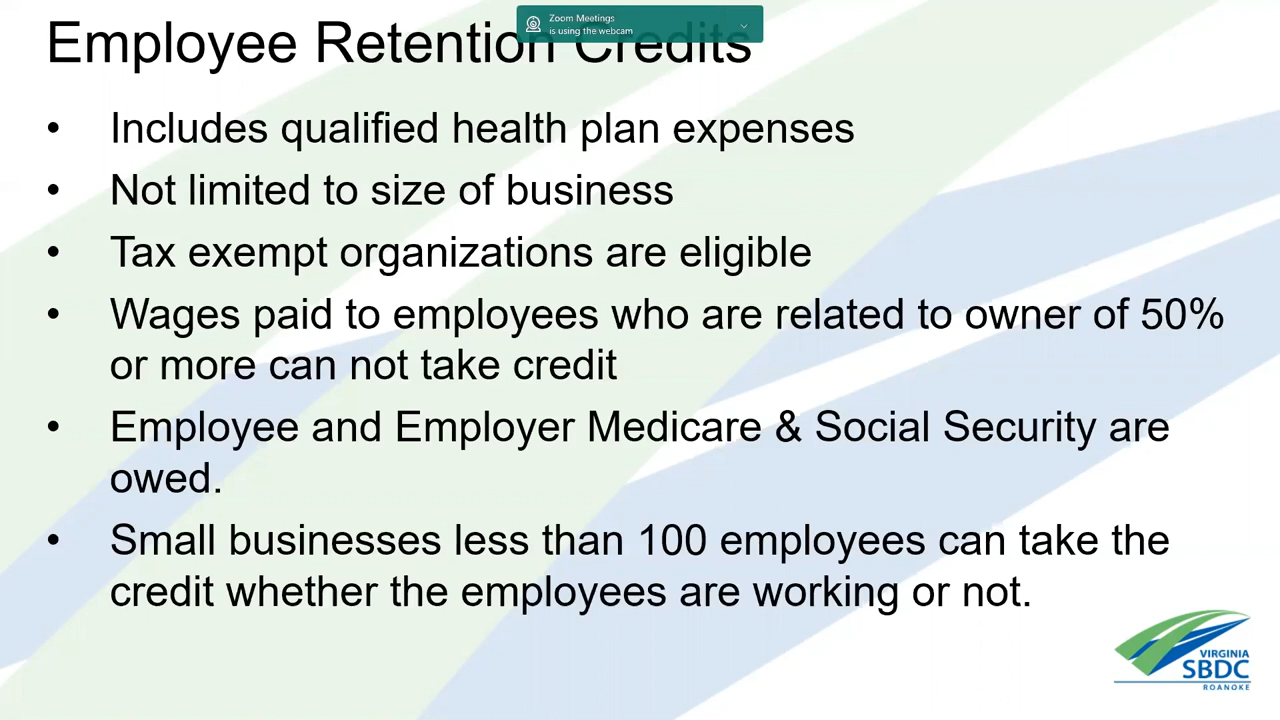 Zoom Meetings
is using the webcam
Employee Retention Credits
• Includes qualified health plan expenses
• Not limited to size of business
• Tax exempt organizations are eligible
• Wages paid to employees who are related to owner of 50%
or more can not take credit
• Employee and Employer Medicare & Social Security are
owed.
• Small businesses less than 100 employees can take the
credit whether the employees are working or not.
VIRGINIA
SBDC
ROANOKE